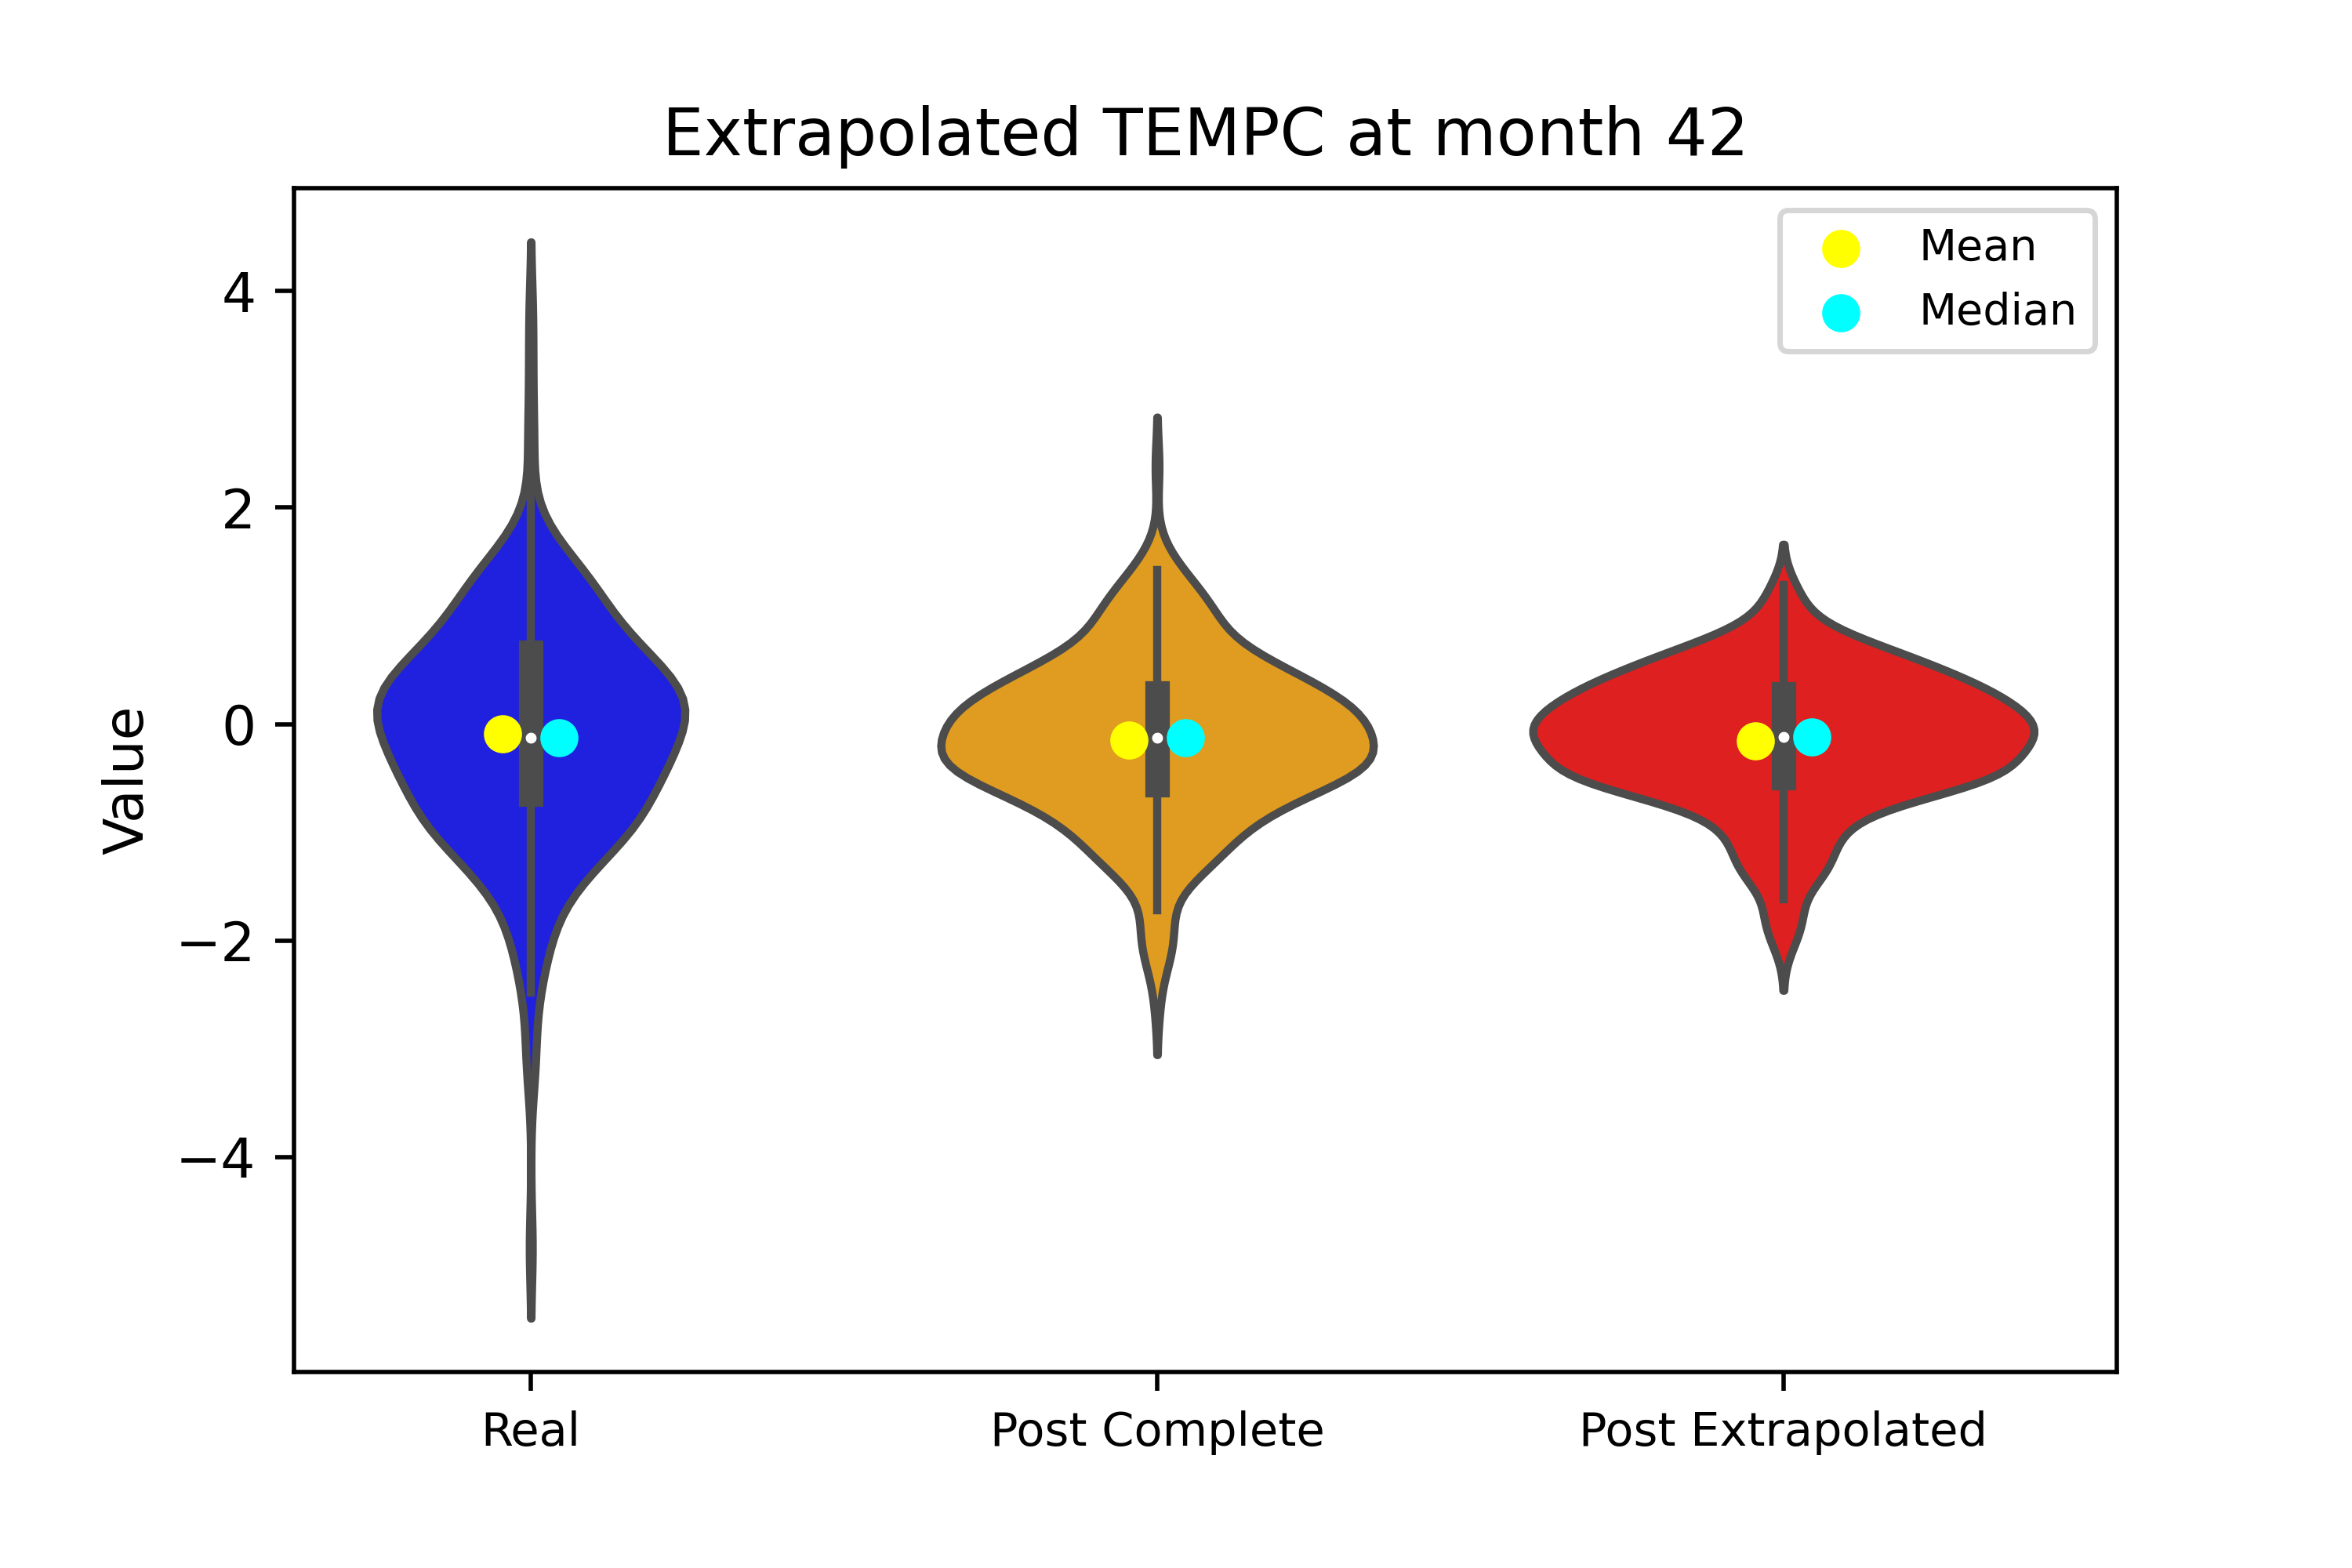 Extrapolated TEMPC at month 42
Mean
Median
4
2
0
−2
−4
Value
Real
Post Complete
Post Extrapolated